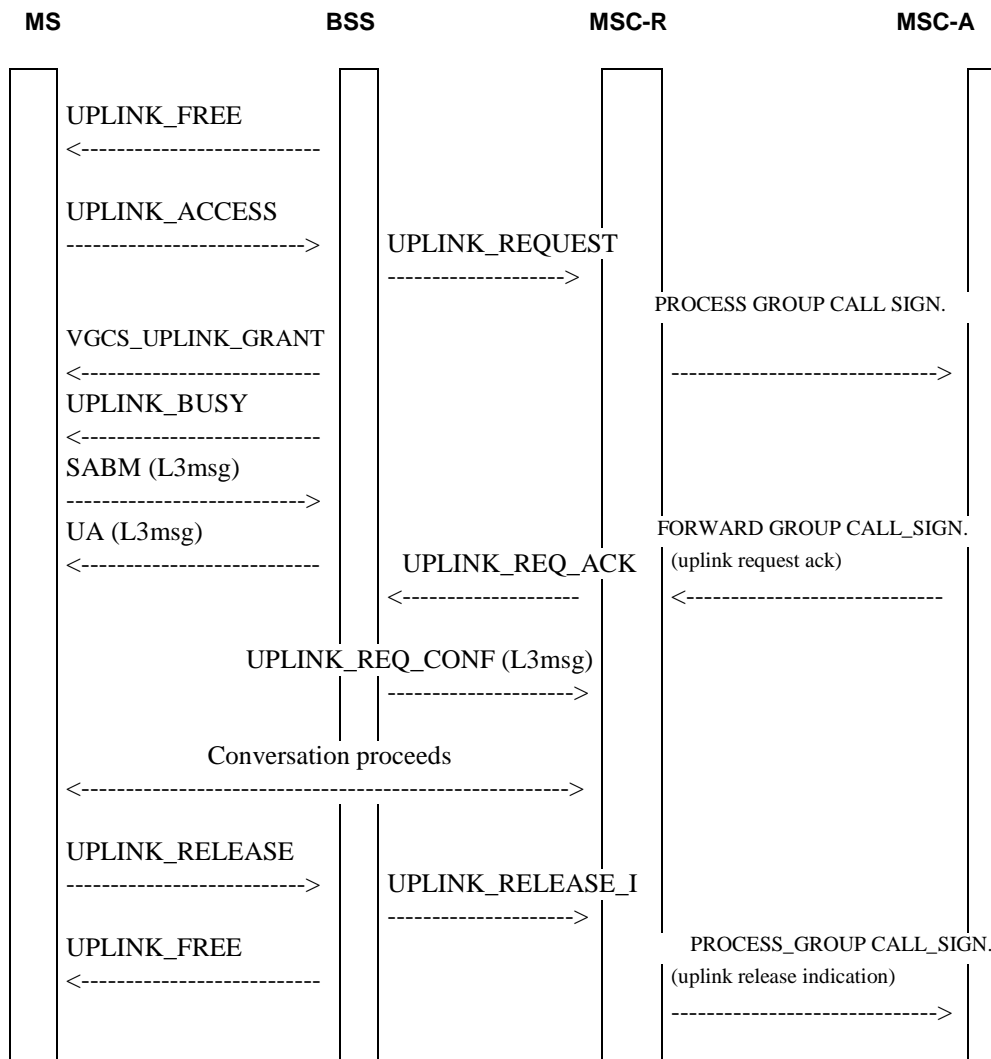 MS BSS MSC-R MSC-A
UPLINK_FREE
<---------------------------
UPLINK_ACCESS
---------------------------> UPLINK_REQUEST
-------------------->
PROCESS GROUP CALL SIGN.
VGCS_UPLINK_GRANT
<--------------------------- ------------------------------>
UPLINK_BUSY
<---------------------------
SABM (L3msg)
--------------------------->
UA (L3msg) FORWARD GROUP CALL_SIGN.
<--------------------------- UPLINK_REQ_ACK (uplink request ack)
<-------------------- <-----------------------------
UPLINK_REQ_CONF (L3msg)
--------------------->
Conversation proceeds
<------------------------------------------------------->
UPLINK_RELEASE
---------------------------> UPLINK_RELEASE_I
--------------------->
UPLINK_FREE PROCESS_GROUP CALL_SIGN.
<--------------------------- (uplink release indication)
------------------------------>